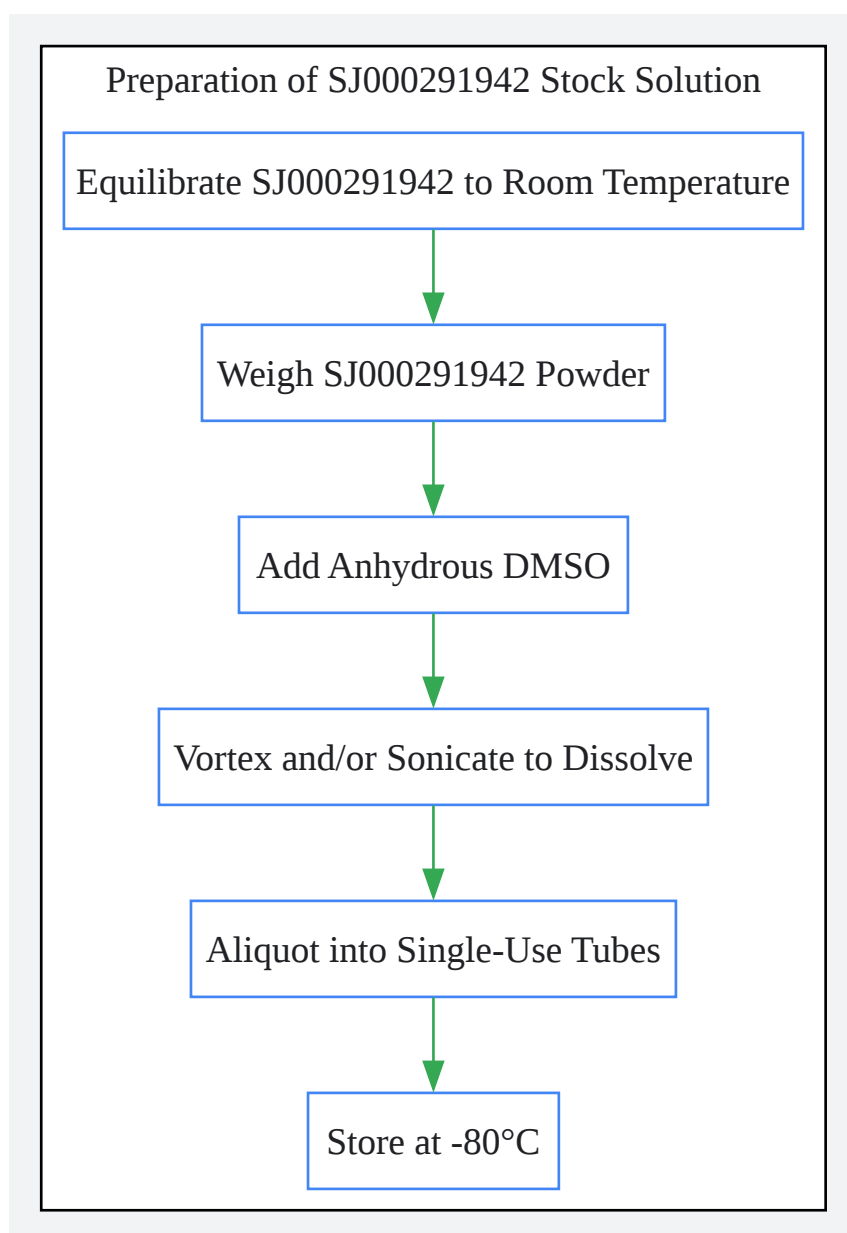 Preparation of SJ000291942 Stock Solution
Equilibrate SJ000291942 to Room Temperature
Weigh SJ000291942 Powder
Add Anhydrous DMSO
Vortex and/or Sonicate to Dissolve
Aliquot into Single-Use Tubes
Store at -80°C